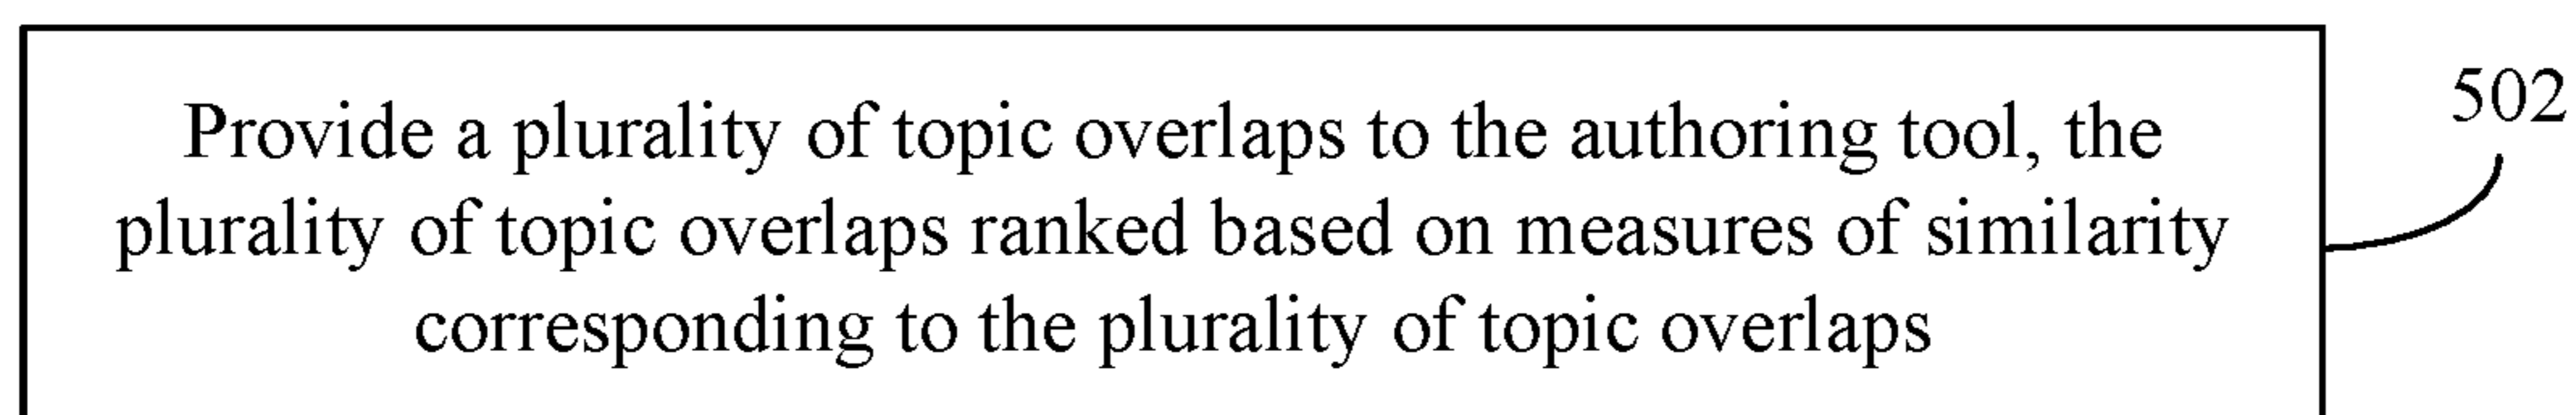 502
Provide a plurality of topic overlaps to the authoring tool, the
plurality of topic overlaps ranked based on measures of similarity
corresponding to the plurality of topic overlaps